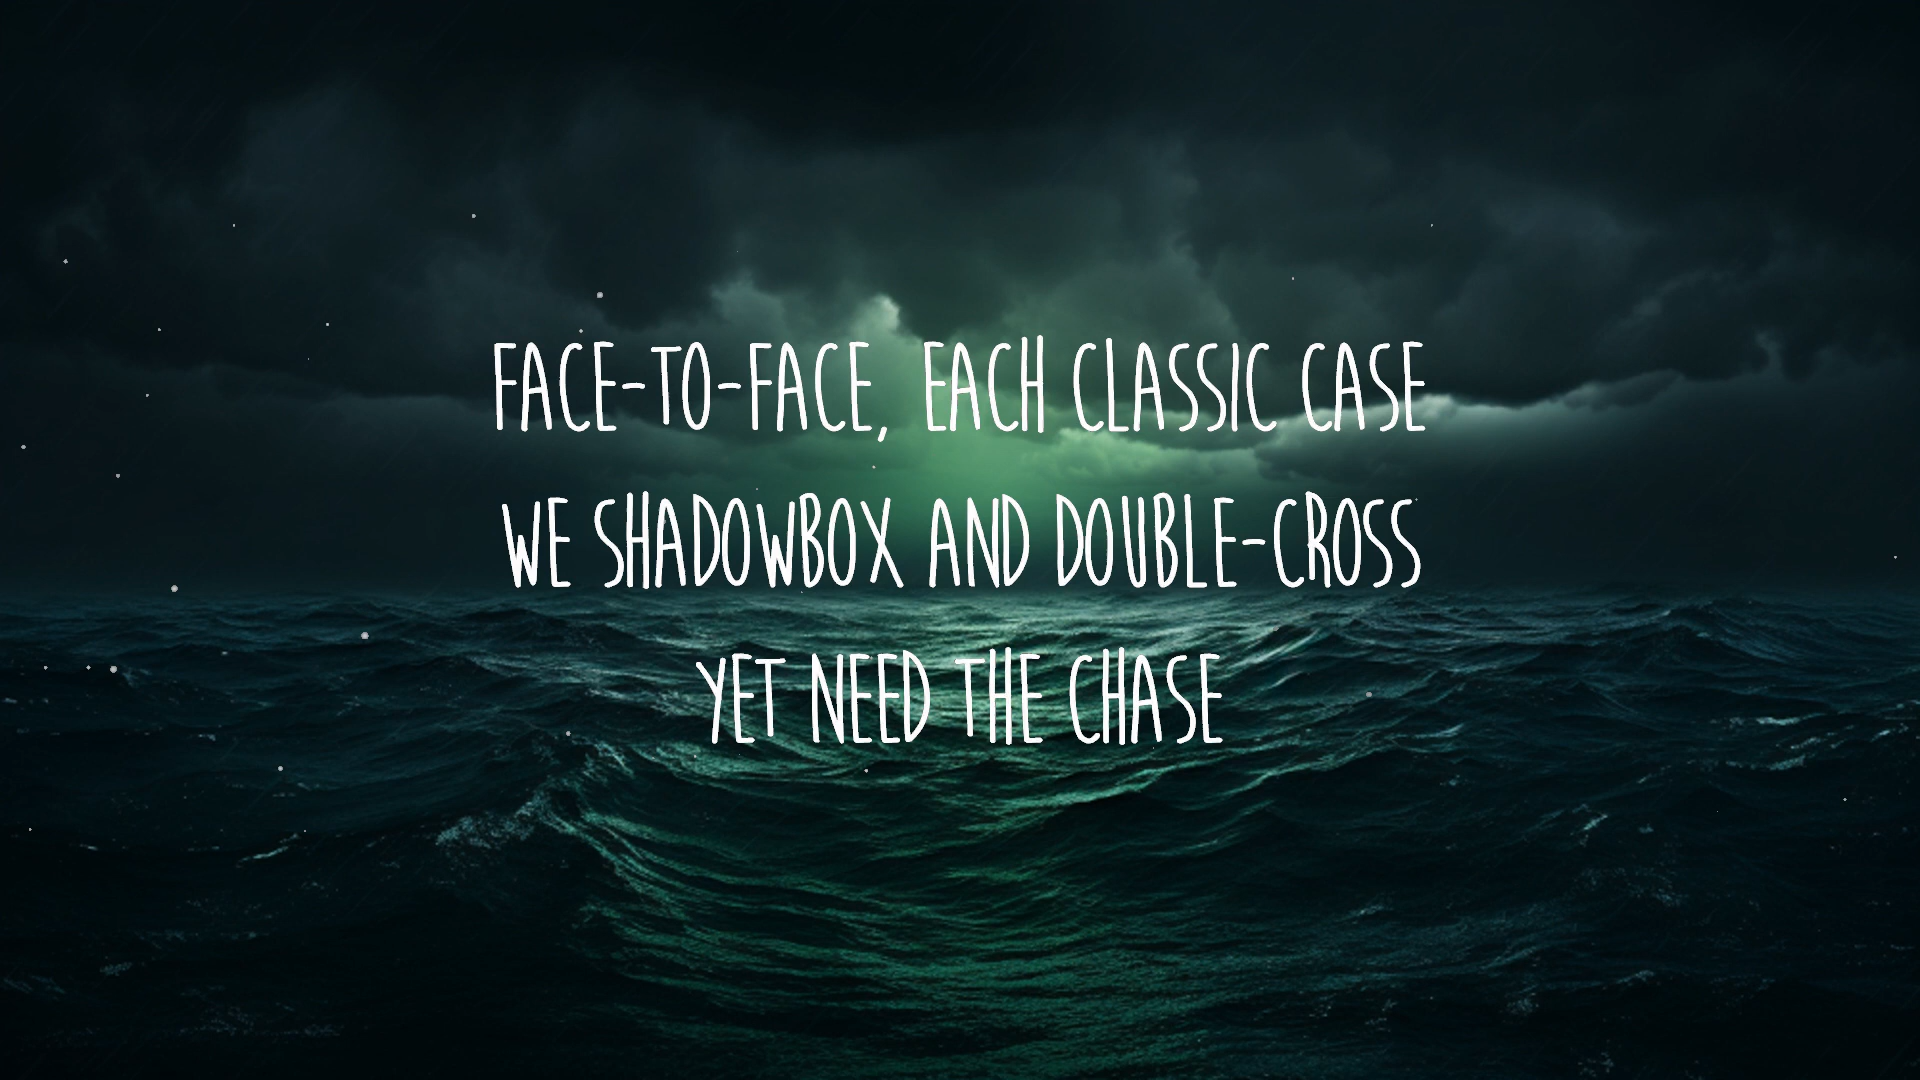 FACE-TO-FACE, EACH CLASSIC CASE
WE SHADOWBOX AND DOUBLE-CROSS
YET NEED THE CHASE